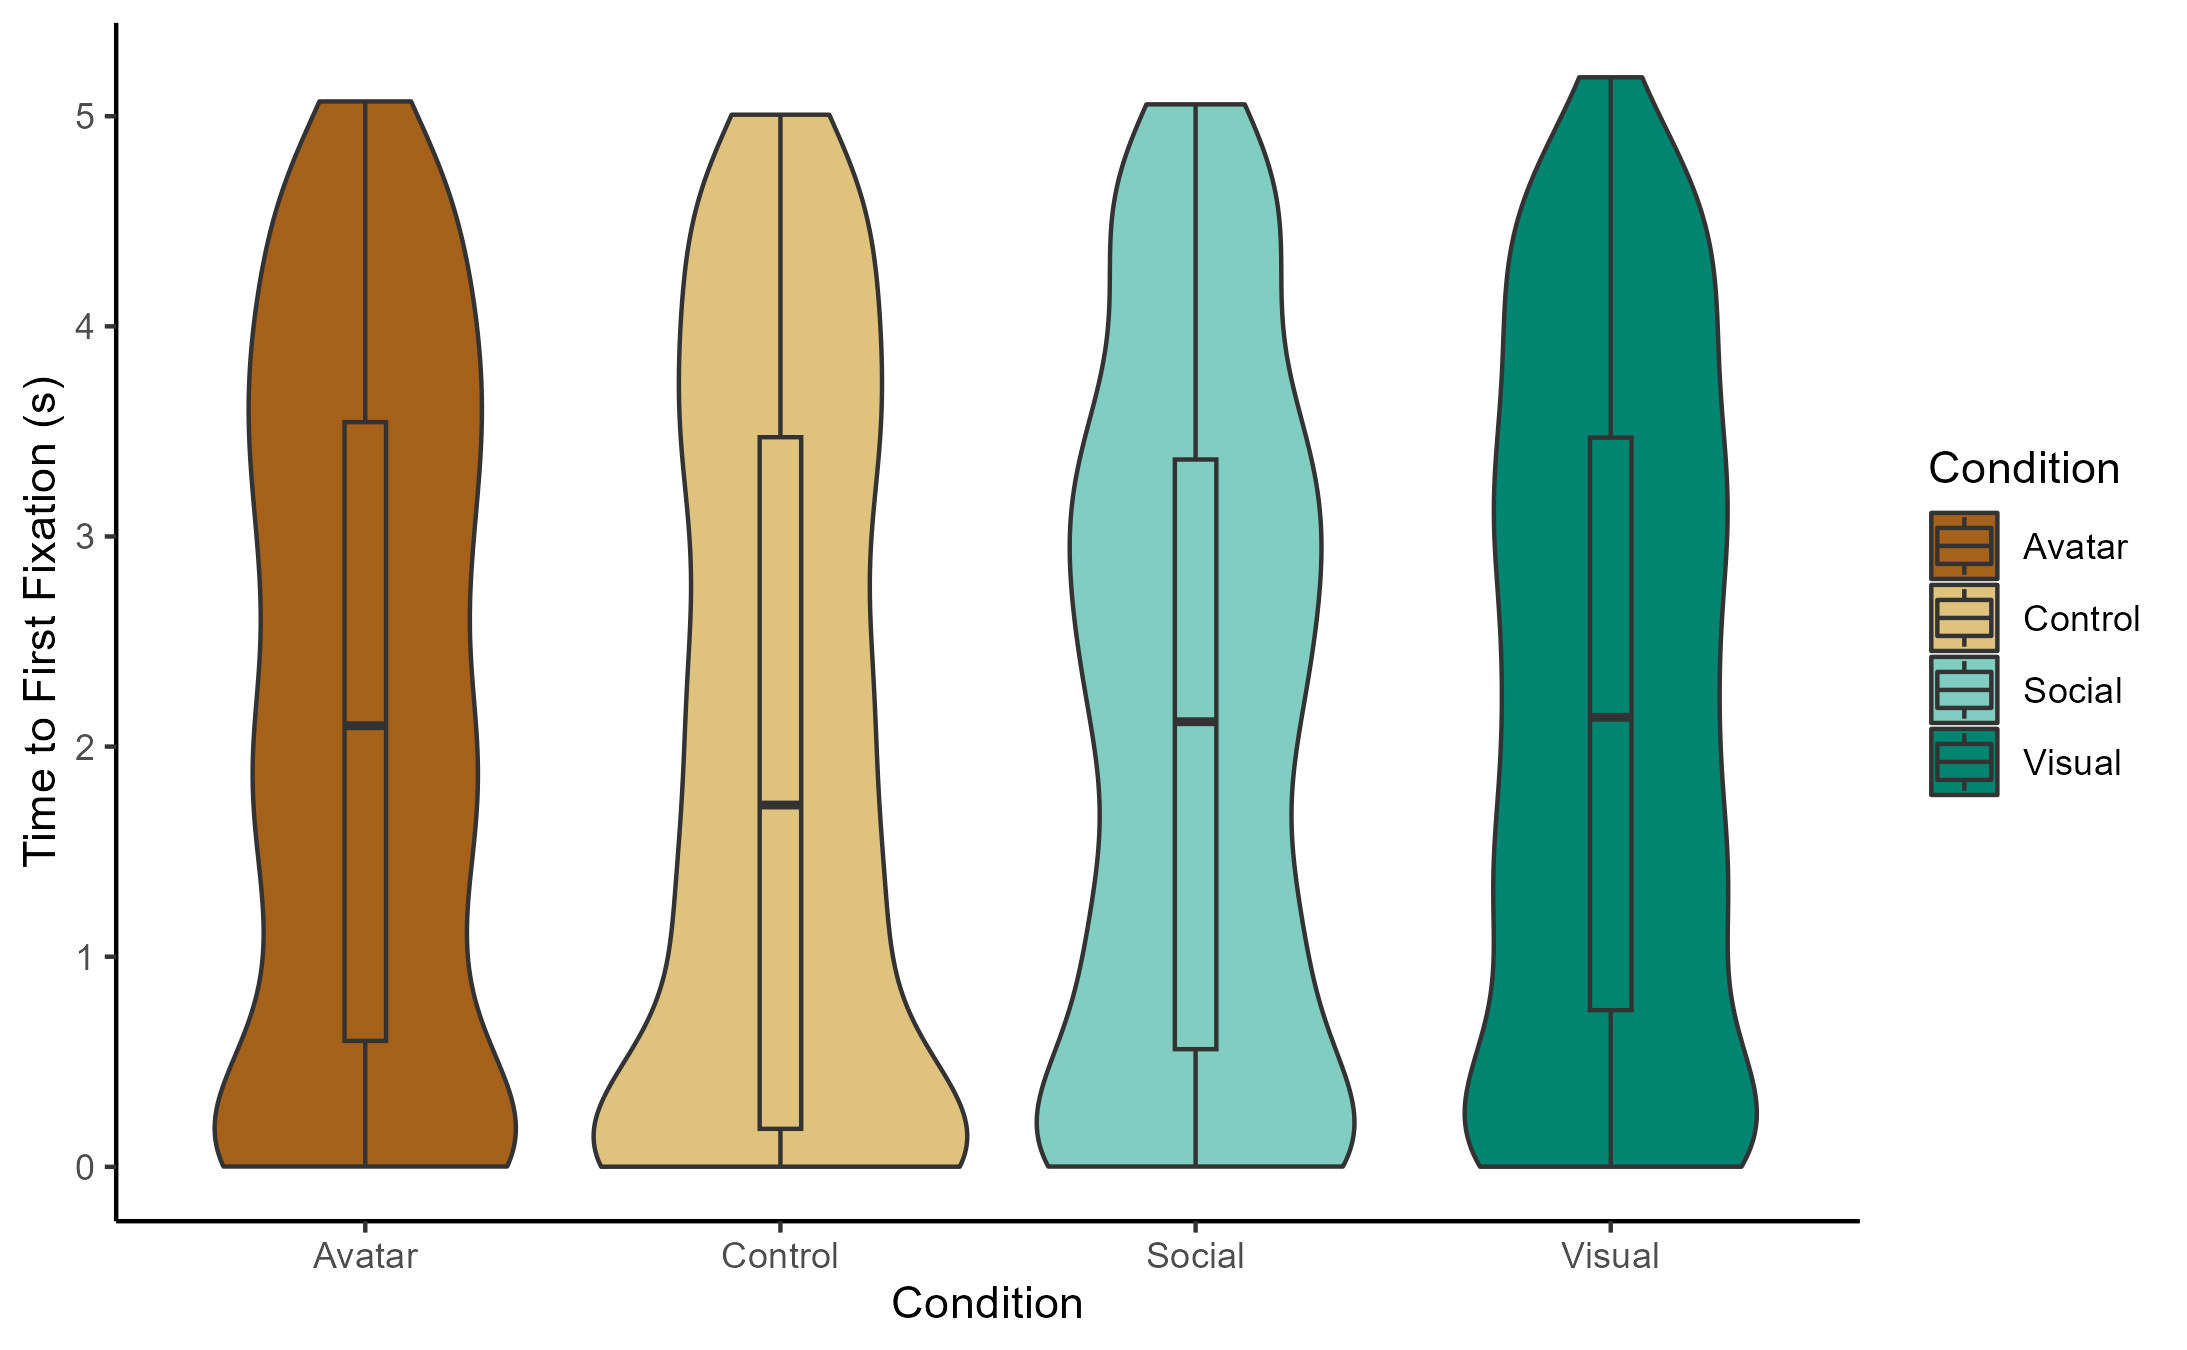 Time to First Fixation (s)
5
4
3
2
1
0
Avatar
Control
Social
Visual
Condition
Condition
Avatar
Control
Social
Visual